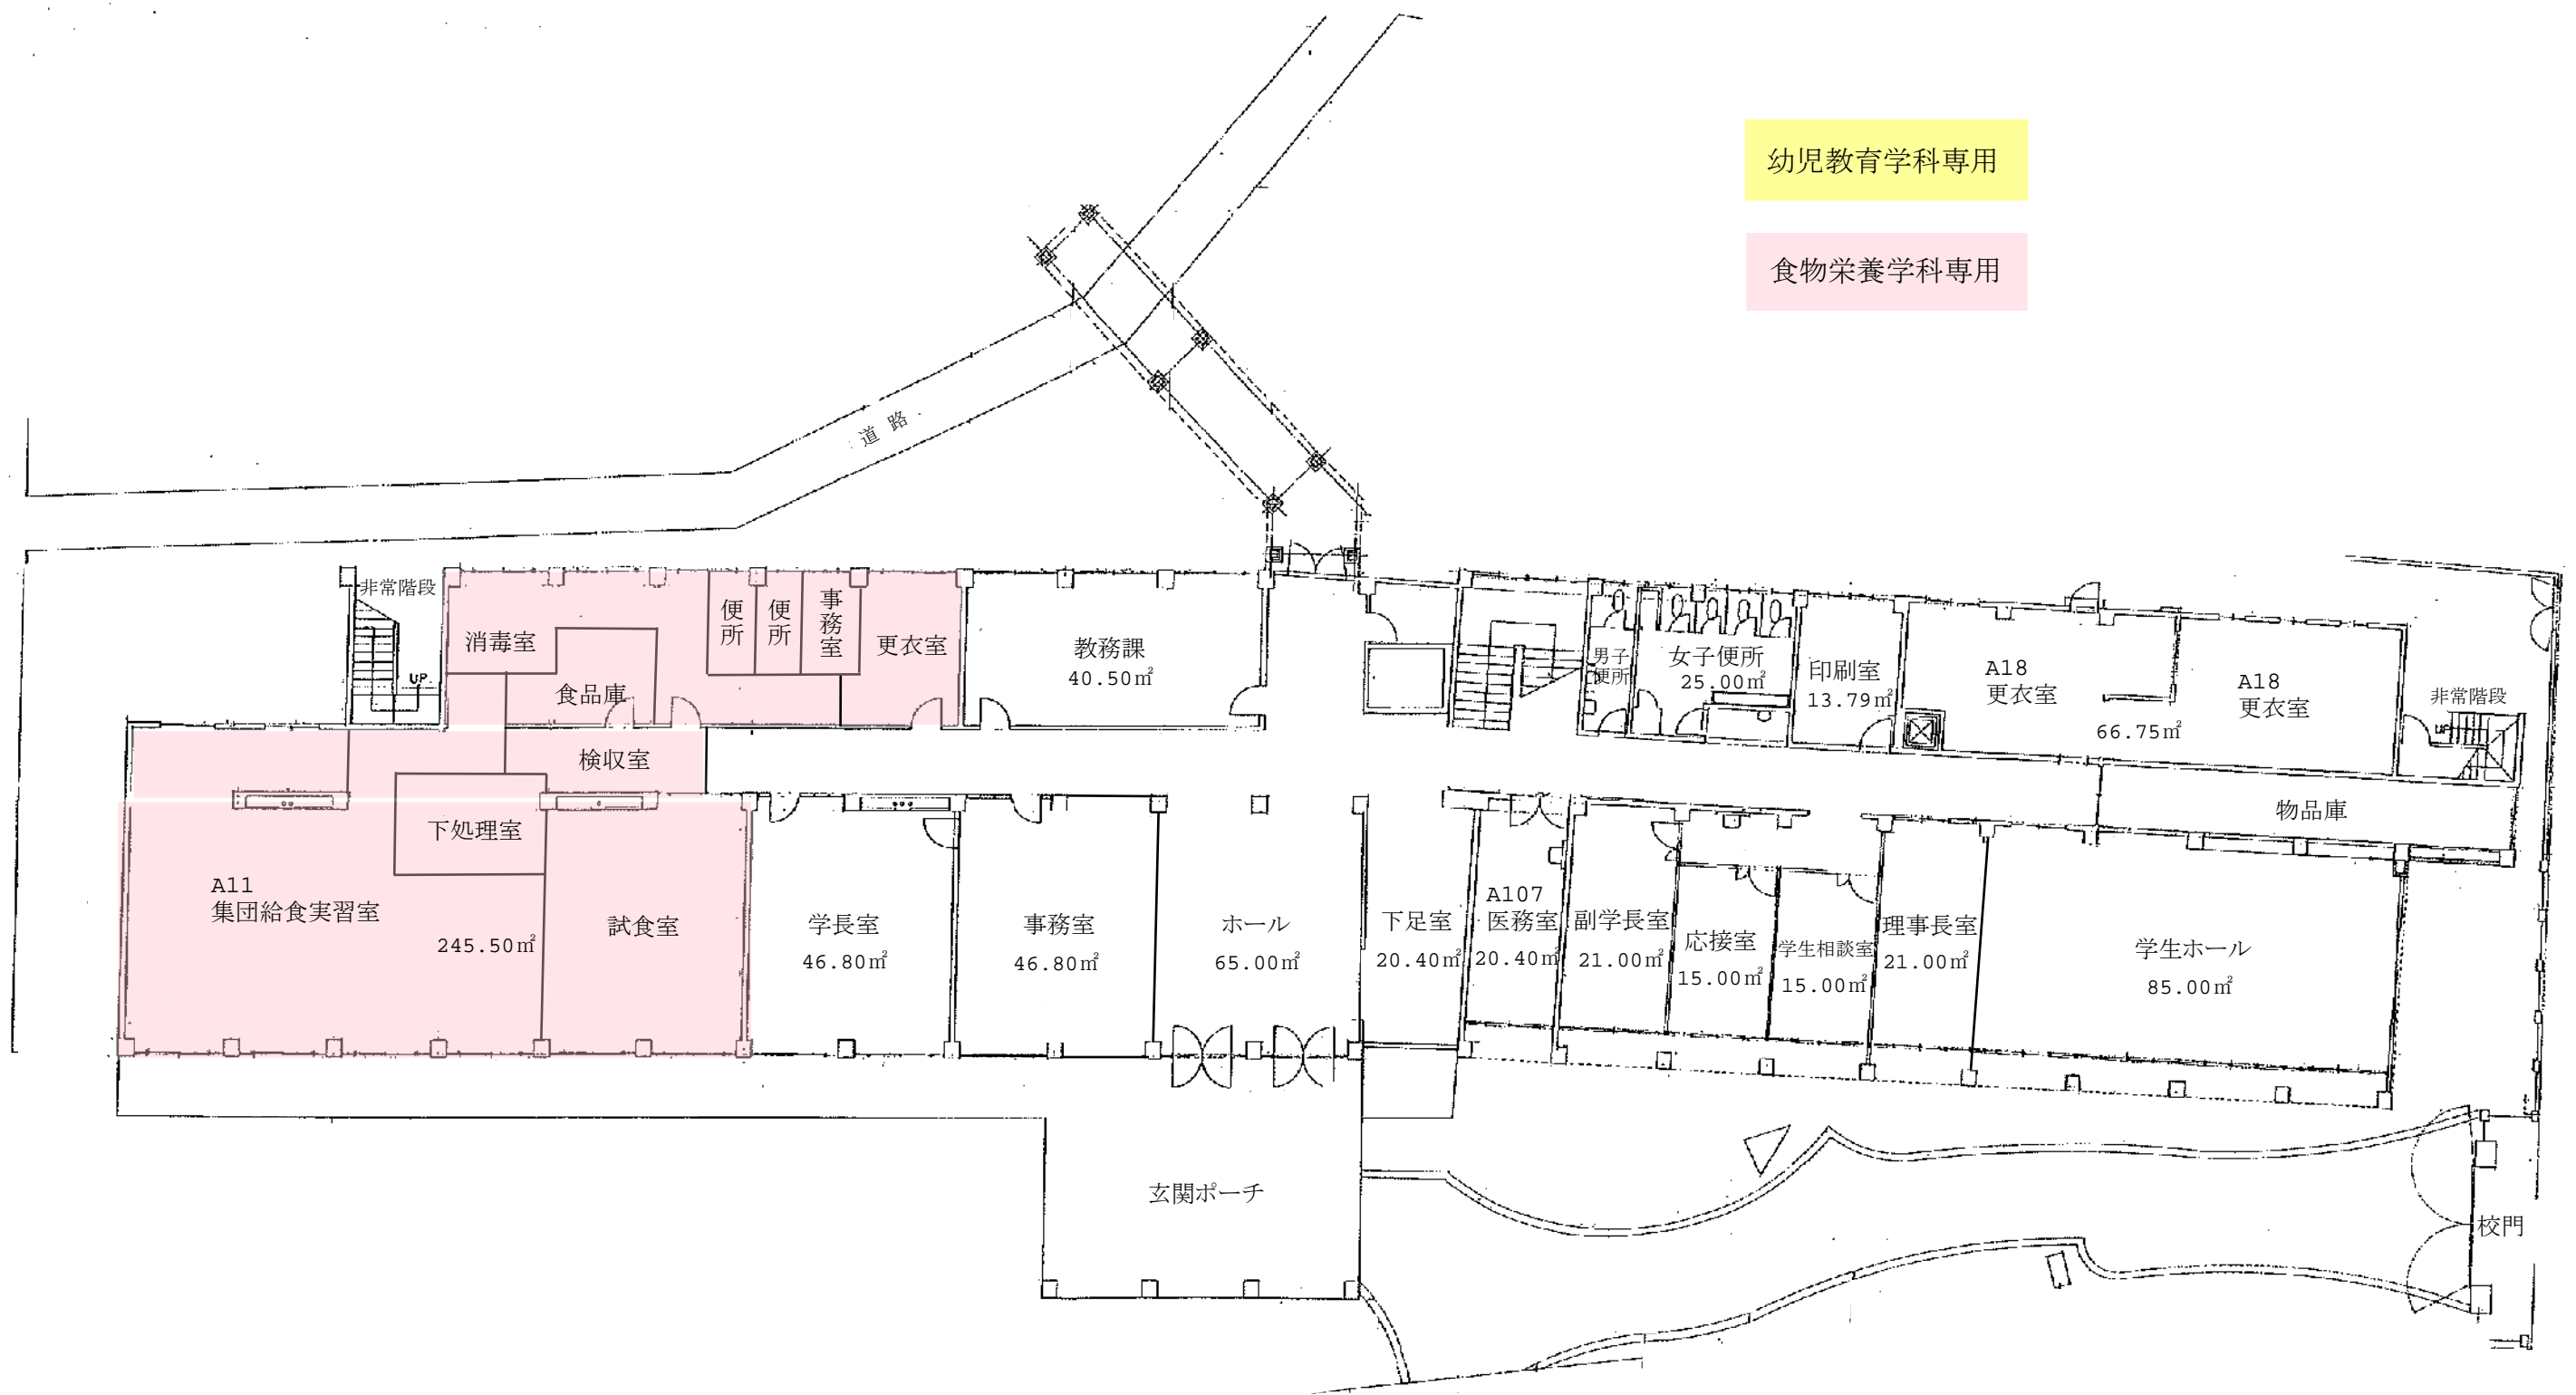 幼児教育学科専用
食物栄養学科専用
道路
非常階段
UP
消毒室
食品庫
便所
便所
事務室
更衣室
教務課
40.50㎡
男子
便所
女子便所
25.00㎡
印刷室
13.79㎡
A18
更衣室
66.75㎡
A18
更衣室
非常階段
UP
検収室
下処理室
A11
集団給食実習室
245.50㎡
試食室
学長室
46.80㎡
事務室
46.80㎡
ホール
65.00㎡
下足室
20.40㎡
A107
医務室
20.40㎡
副学長室
21.00㎡
応接室
15.00㎡
学生相談室
15.00㎡
理事長室
21.00㎡
学生ホール
85.00㎡
物品庫
玄関ポーチ
校門